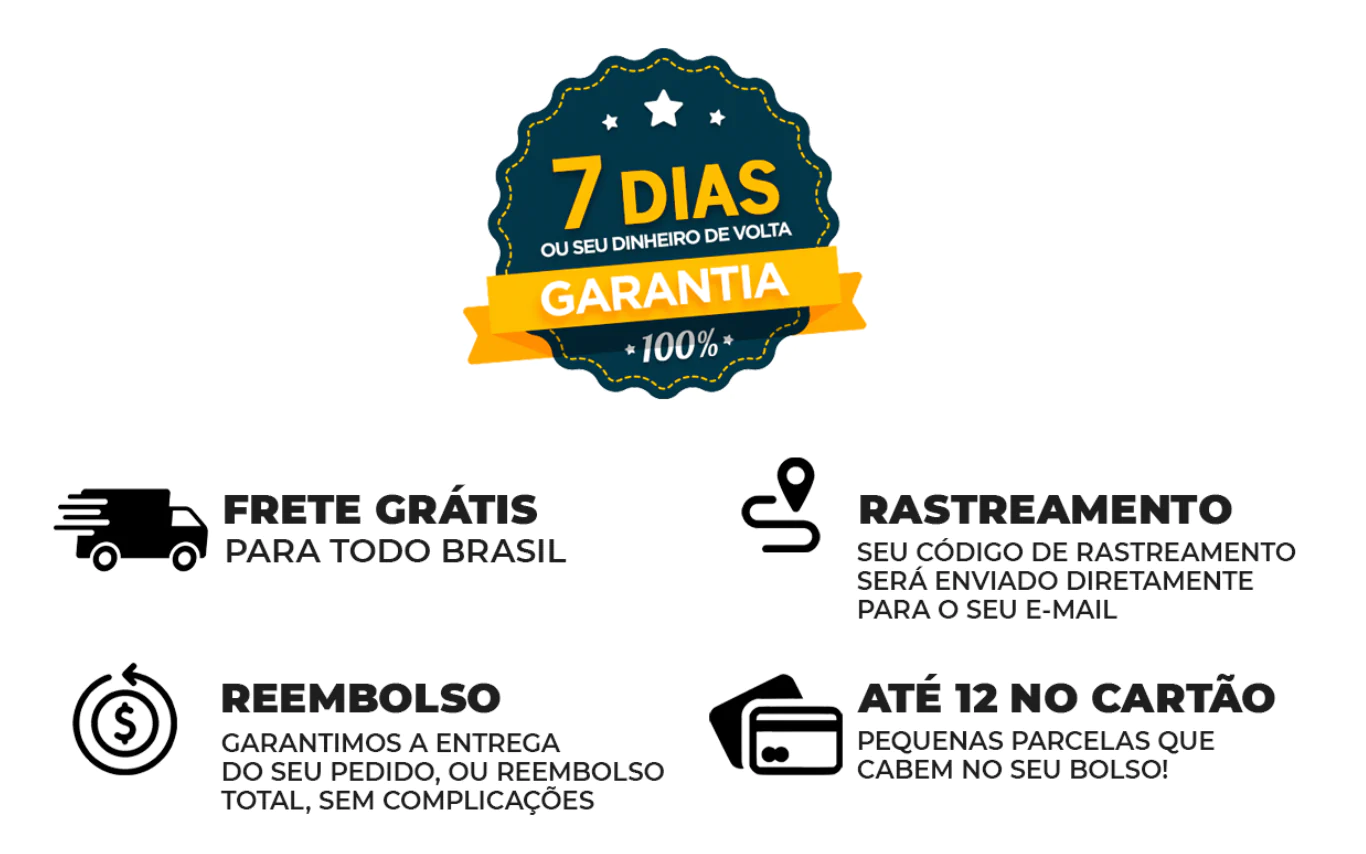 7 DIAS
OU SEU DINHEIRO DE VOLTA
GARANTIA
100%
FRETE GRÁTIS
PARA TODO BRASIL
RASTREAMENTO
SEU CÓDIGO DE RASTREAMENTO
SERÁ ENVIADO DIRETAMENTE
PARA O SEU E-MAIL
$
REEMBOLSO
GARANTIMOS A ENTREGA
DO SEU PEDIDO, OU REEMBOLSO
TOTAL, SEM COMPLICAÇÕES
ATÉ 12 NO CARTÃO
PEQUENAS PARCELAS QUE
CABEM NO SEU BOLSO!